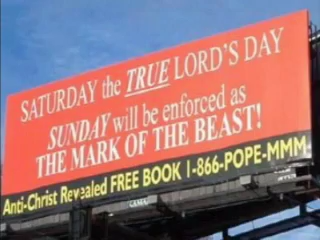 SATURDAY the TRUE LORD'S DAY
SUNDAY will be enforced as
THE MARK OF THE BEAST!
Anti-Christ Revealed FREE BOOK 1-866-POPE-MMM